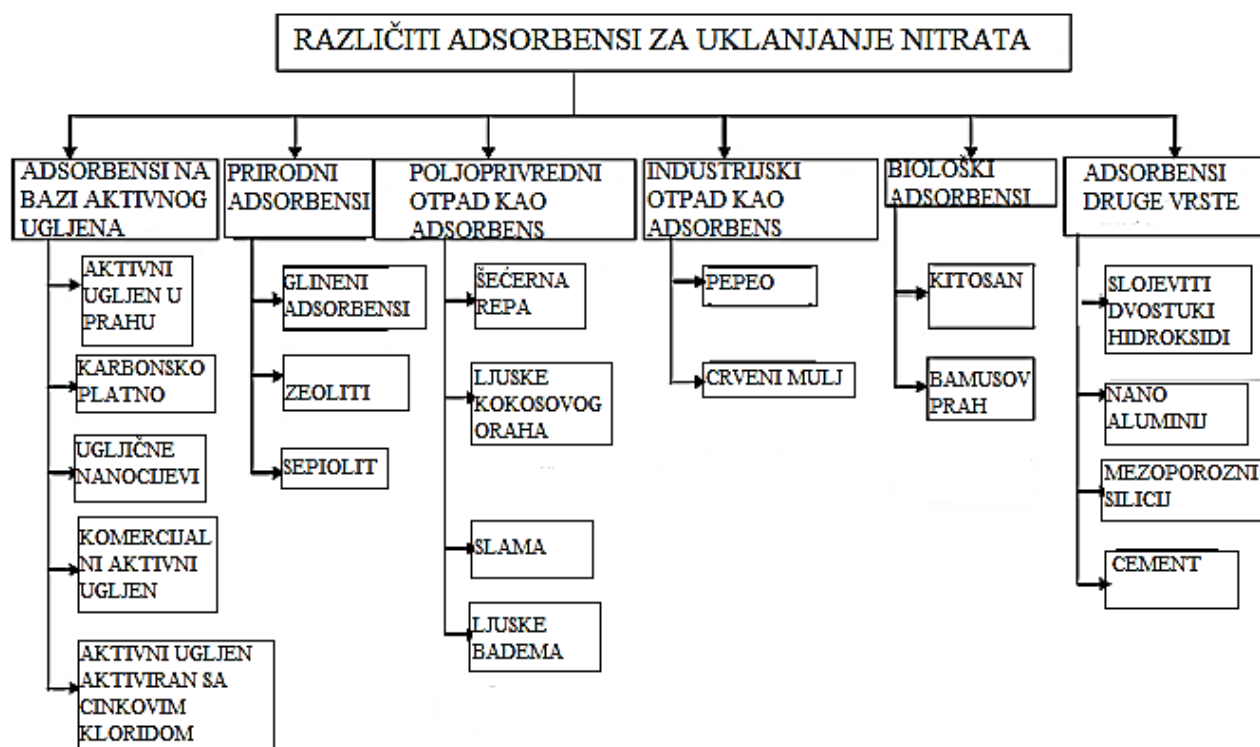 RAZLIČITI ADSORBENSI ZA UKLANJANJE NITRATA
ADSORBENSI NA
BAZI AKTIVNOG
UGLJENA
AKTIVNI
UGLJEN U
PRAHU
KARBONSKO
PLATNO
UGLJIČNE
NANOCIJEVI
KOMERCIJAL
NI AKTIVNI
UGLJEN
AKTIVNI UGLJEN
AKTIVIRAN SA
CINKOVIM
KLORIDOM
PRIRODNI
ADSORBENSI
GLINENI
ADSORBENSI
ZEOLITI
SEPIOLIT
POLJOPRIVREDNI
OTPAD KAO
ADSORBENS
ŠEĆERNA
REPA
LJUSKE
KOKOSOVOG
ORAHA
SLAMA
LJUSKE
BADEMA
INDUSTRIJSKI
OTPAD KAO
ADSORBENS
PEPEO
CRVENI MULJ
BIOLOŠKI
ADSORBENSI
KITOSAN
BAMUSOV
PRAH
ADSORBENSI
DRUGE VRSTE
SLOJEVITI
DVOSTUKI
HIDROKSIDI
NANO
ALUMINIJ
MEZOPOROZNI
SILICIJ
CEMENT